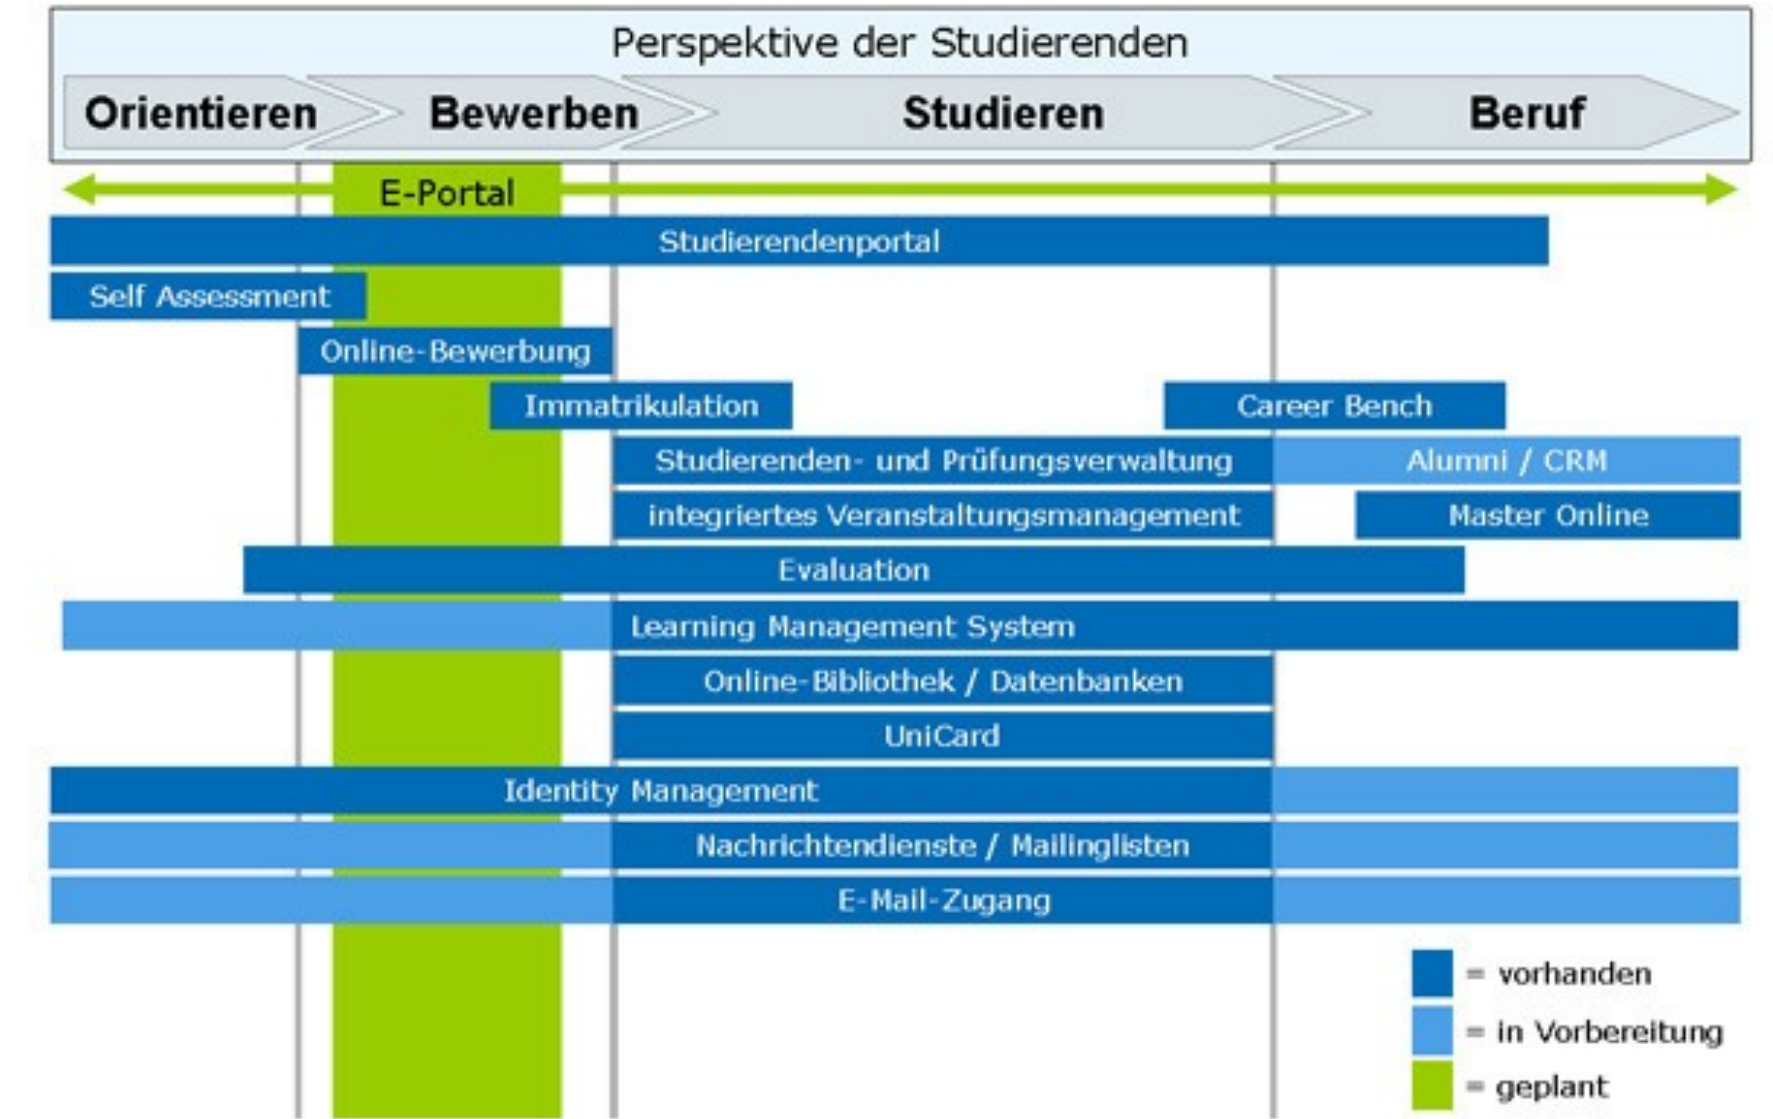 Perspektive der Studierenden
Orientieren Bewerben Studieren Beruf
E-Portal
Studierendenportal
Self Assessment
Online-Bewerbung
Immatrikulation Career Bench
Studierenden- und Prüfungsverwaltung Alumni / CRM
integriertes Veranstaltungsmanagement Master Online
Evaluation
Learning Management System
Online-Bibliothek / Datenbanken
UniCard
Identity Management
Nachrichtendienste / Mailinglisten
E-Mail-Zugang
= vorhanden
= in Vorbereitung
= geplant